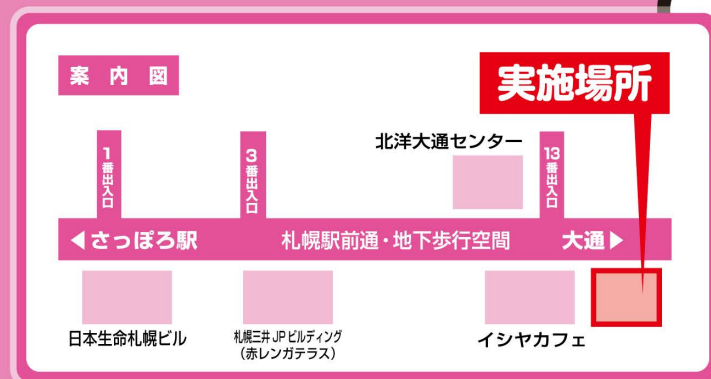 案内図
実施場所
北洋大通センター
1番出入口
3番出入口
13番出入口
◀さっぽろ駅
札幌駅前通・地下歩行空間
大通▶
日本生命札幌ビル
札幌三井JPビルディング
（赤レンガテラス）
イシヤカフェ